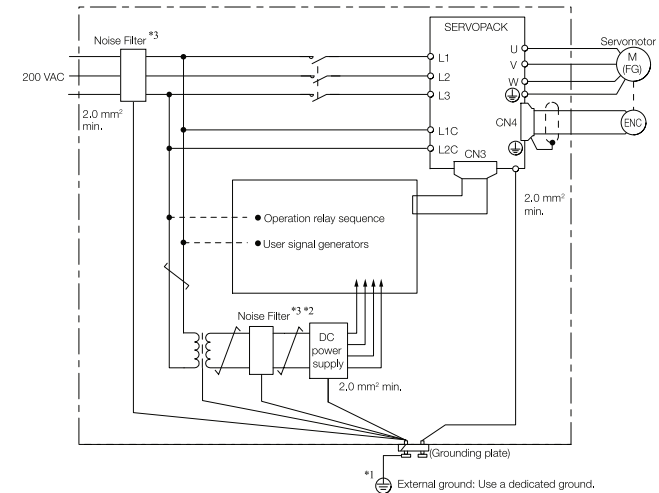 SERVOPACK
Noise Filter *3
Servomotor
U
V
W
M
(FG)
L1
L2
L3
200 VAC
2.0 mm²
min.
CN4
ENC
L1C
L2C
CN3
2.0 mm²
min.
Operation relay sequence
User signal generators
Noise Filter *3 *2
DC
power
supply
2.0 mm² min.
(Grounding plate)
*1
External ground: Use a dedicated ground.